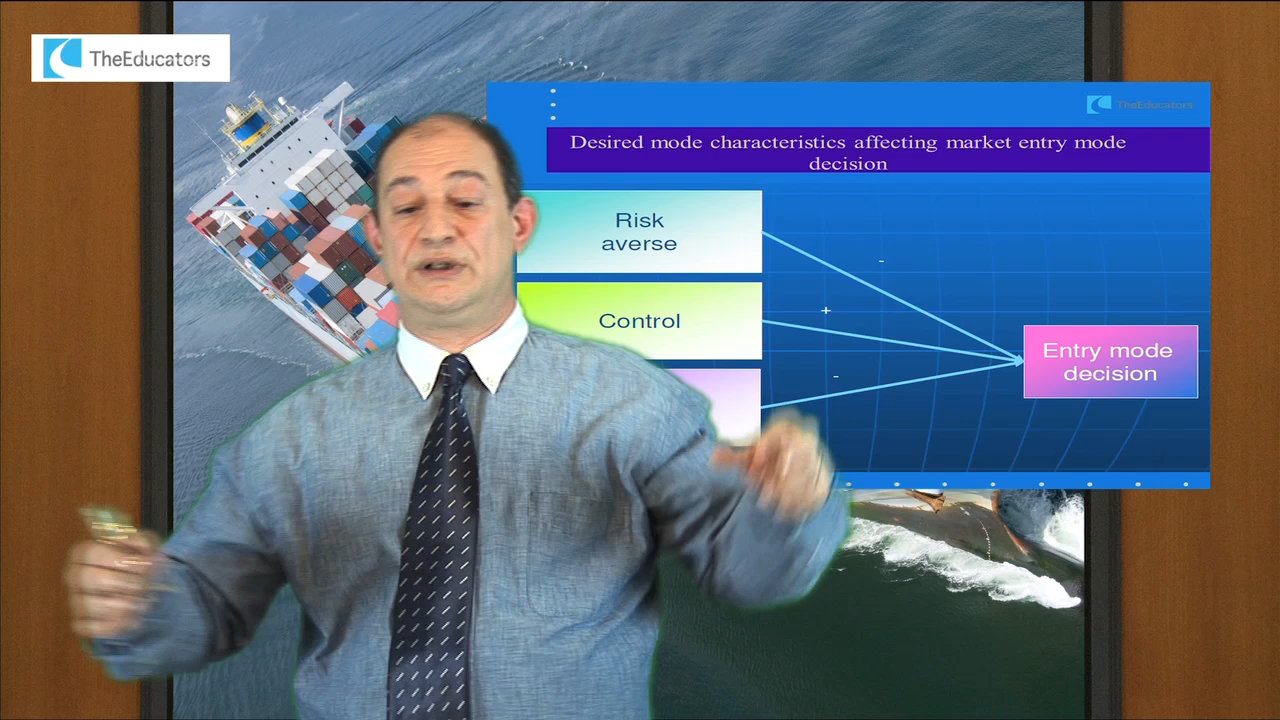 TheEducators
TheEducators
Desired mode characteristics affecting market entry mode
decision
Risk
averse
-
+
Control
-
Entry mode
decision